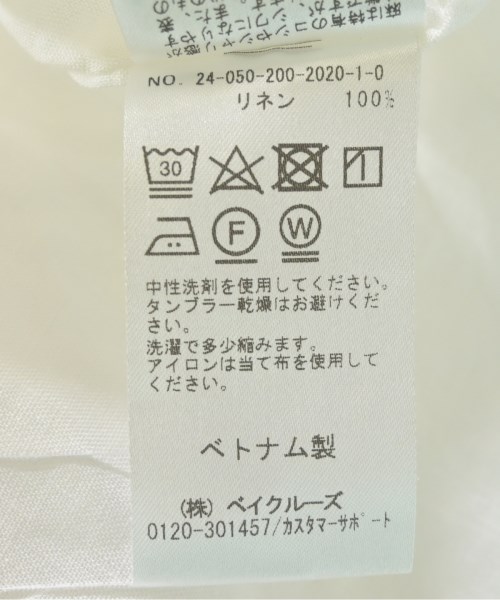 NO. 24-050-200-2020-1-0
リネン 100%
30
F
W
中性洗剤を使用してください。
タンブラー乾燥はお避けくだ
さい。
洗濯で多少縮みます。
アイロンは当て布を使用して
ください。
ベトナム製
(株) ベイクルーズ
0120-301457/カスタマーサポート